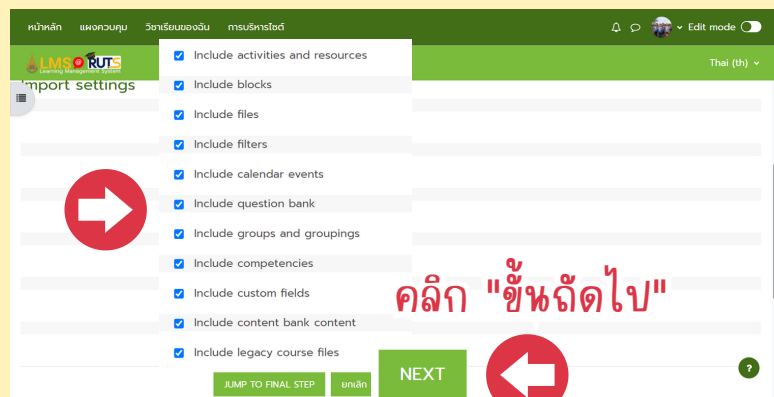 หน้าหลัก แผงควบคุม วิชาเรียนของฉัน การบริหารไซต์ Edit mode
LMS@RUTS
Learning Management System
Thai (th)
Import settings
Include activities and resources
Include blocks
Include files
Include filters
Include calendar events
Include question bank
Include groups and groupings
Include competencies
Include custom fields
Include content bank content
Include legacy course files
คลิก "ขั้นถัดไป"
JUMP TO FINAL STEP ยกเลิก NEXT
?